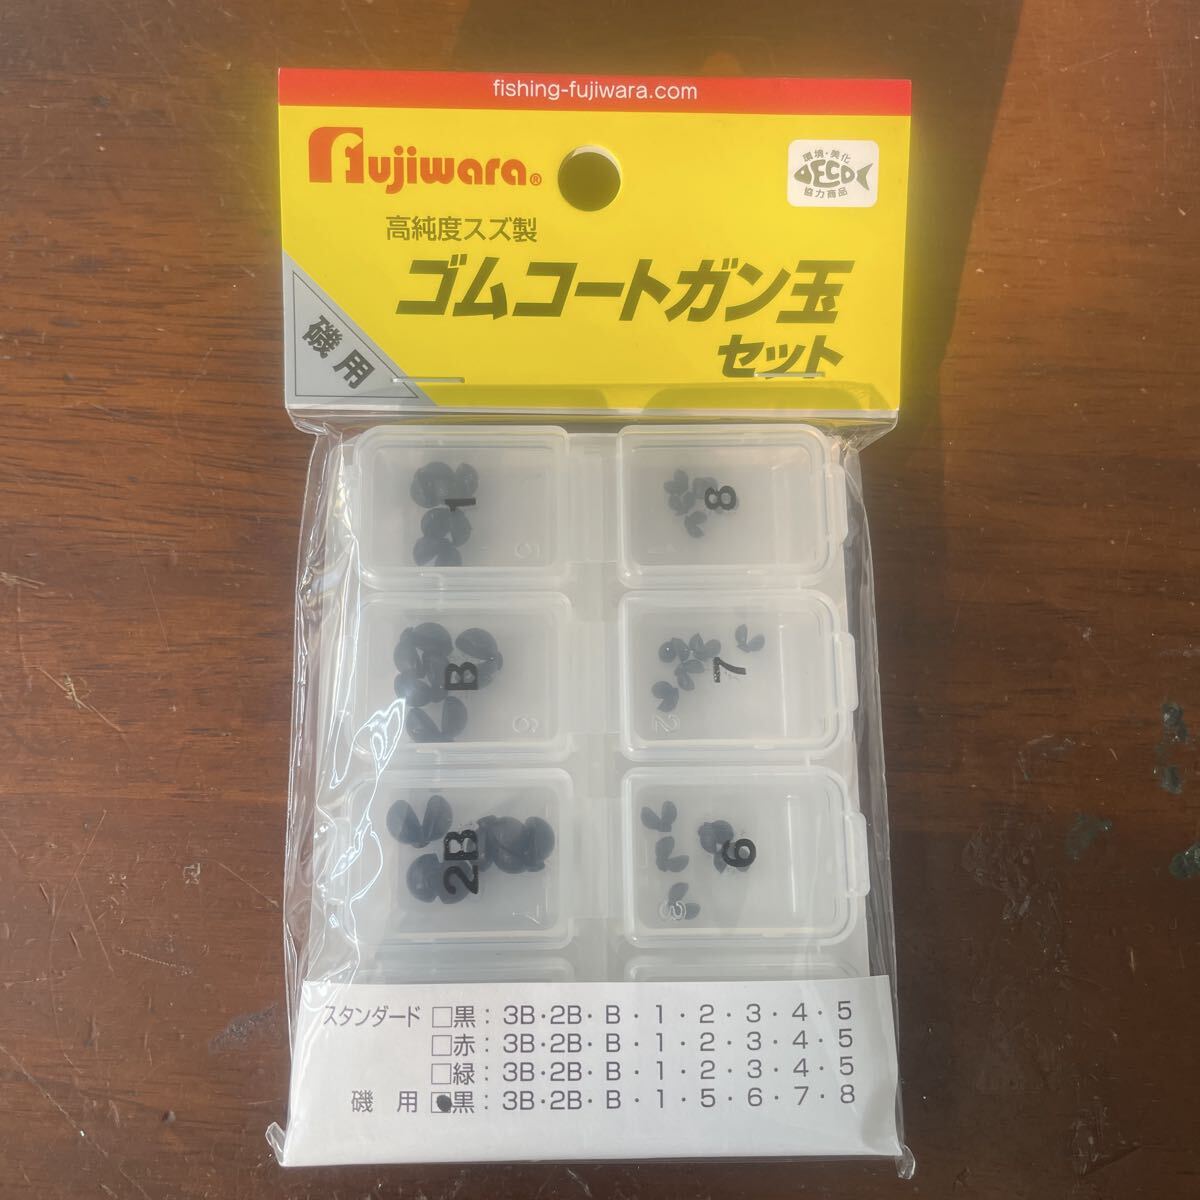 fishing-fujiwara.com
Fujiwara®
環境・美化
ECO
協力商品
高純度スズ製
ゴムコートガン玉
セット
磯用
1
8
B
7
2
2B
6
3
スタンダード □黒：3B・2B・B・1・2・3・4・5
□赤：3B・2B・B・1・2・3・4・5
□緑：3B・2B・B・1・2・3・4・5
磯 用 ■黒：3B・2B・B・1・5・6・7・8